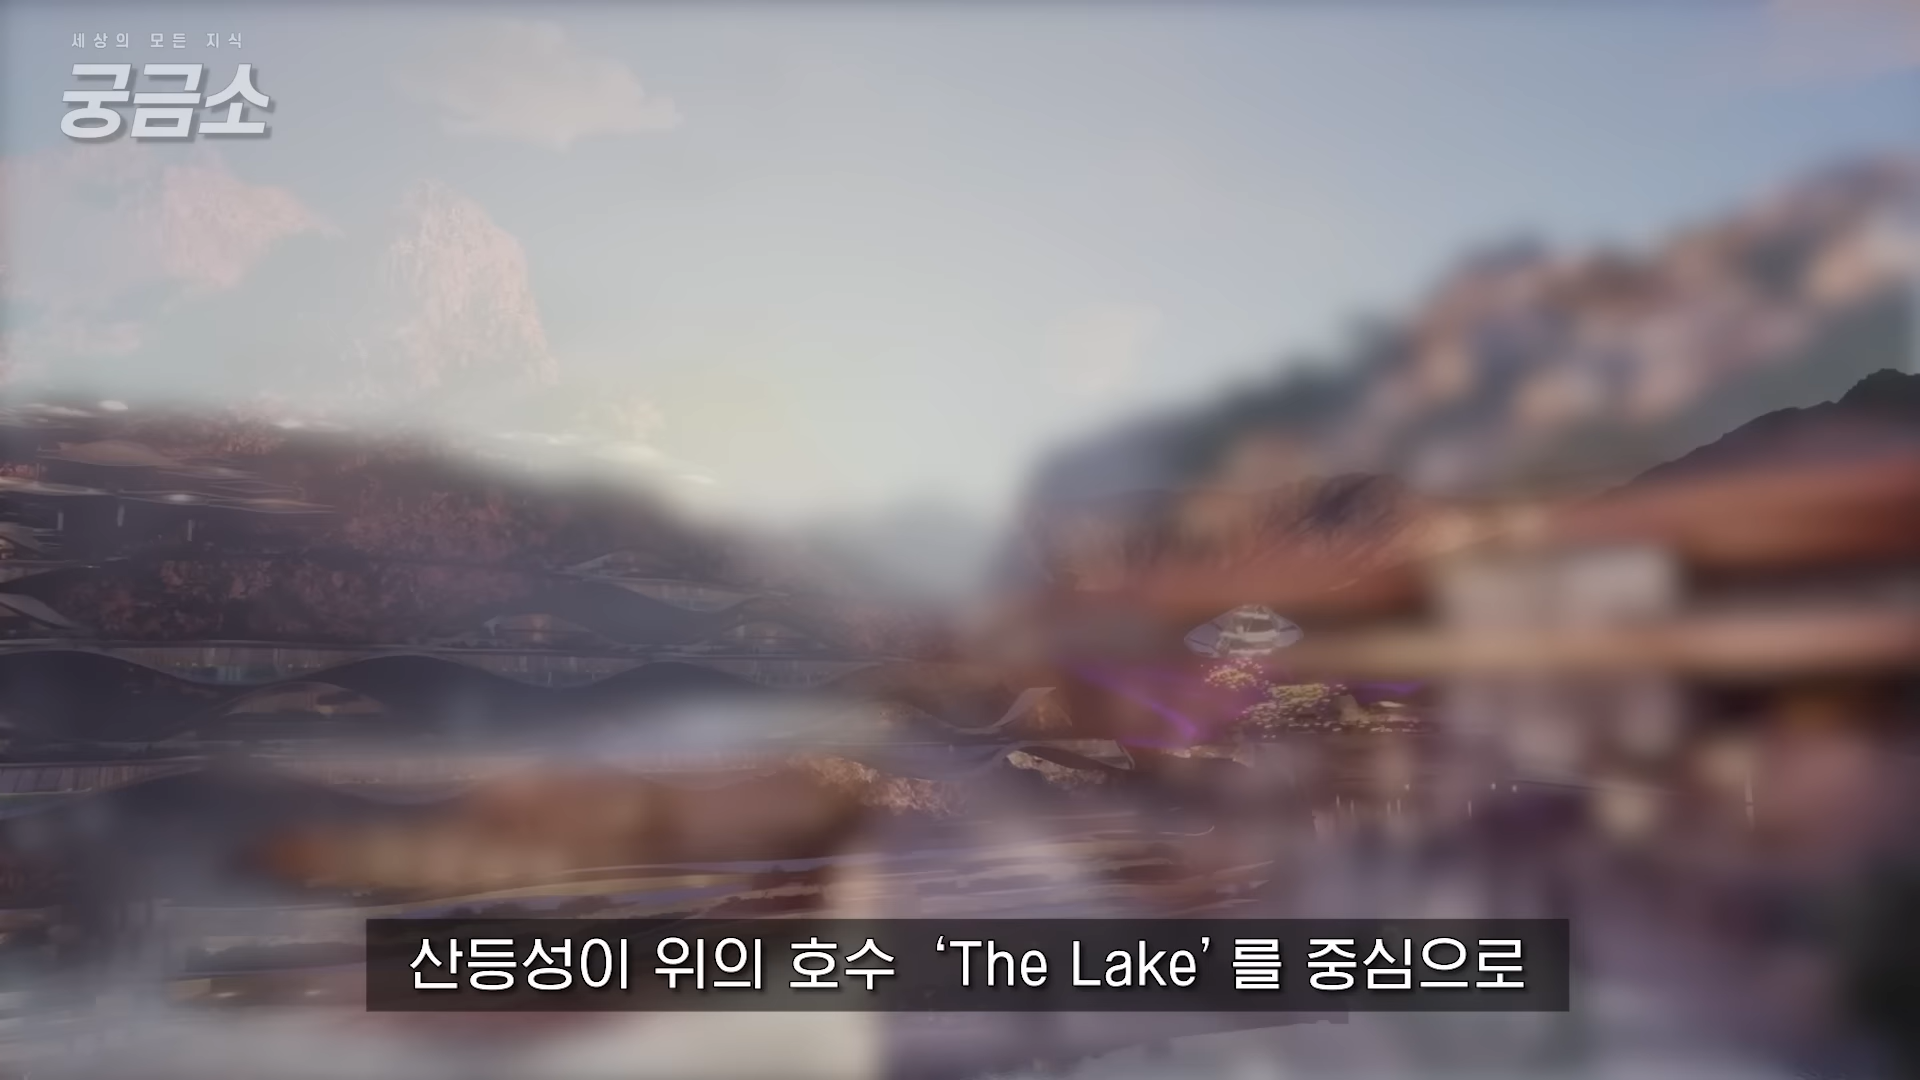 세상의 모든 지식
궁금소
산등성이 위의 호수 ‘The Lake’를 중심으로